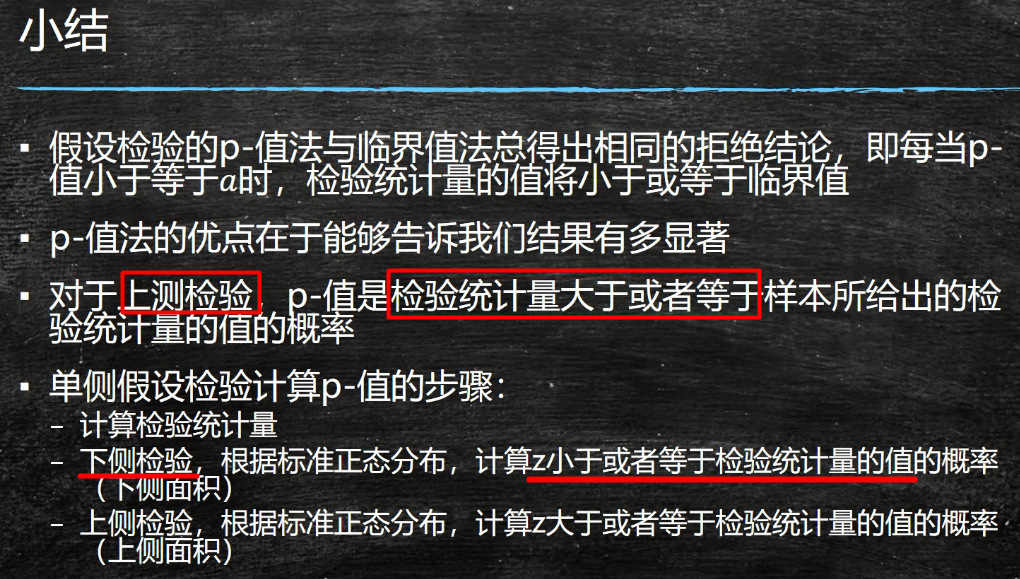 小结
▪ 假设检验的p-值法与临界值法总得出相同的拒绝结论，即每当p-
值小于等于a时，检验统计量的值将小于或等于临界值
▪ p-值法的优点在于能够告诉我们结果有多显著
▪ 对于上测检验，p-值是检验统计量大于或者等于样本所给出的检
验统计量的值的概率
▪ 单侧假设检验计算p-值的步骤：
– 计算检验统计量
– 下侧检验，根据标准正态分布，计算z小于或者等于检验统计量的值的概率
（下侧面积）
– 上侧检验，根据标准正态分布，计算z大于或者等于检验统计量的值的概率
（上侧面积）